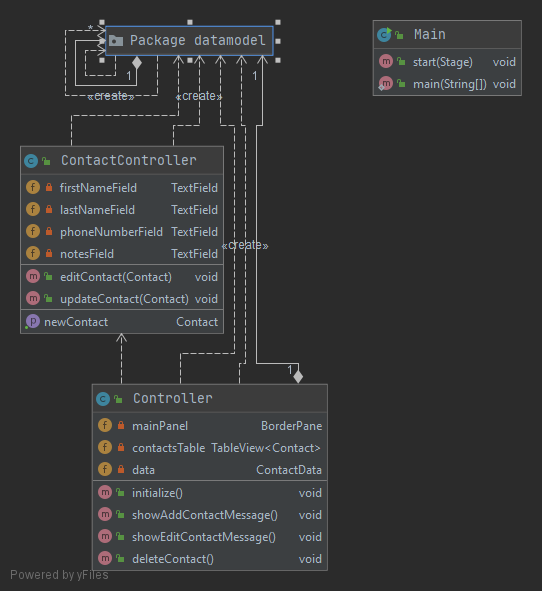 * Package datamodel
1 1
«create» «create»
Main
start(Stage) void
main(String[]) void
ContactController
firstNameField TextField
lastNameField TextField
phoneNumberField TextField
notesField TextField
editContact(Contact) void
updateContact(Contact) void
newContact Contact
«create»
1
Controller
mainPanel BorderPane
contactsTable TableView<Contact>
data ContactData
initialize() void
showAddContactMessage() void
showEditContactMessage() void
deleteContact() void
Powered by yFiles